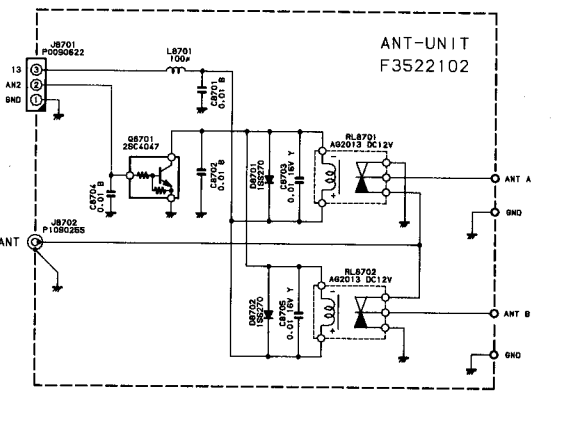 ANT-UNIT
F3522102
J8701
P0090622
13
3
AN2
2
GND
1
L8701
100μ
C8701
0.01 B
Q8701
2SC4047
C8704
0.01 B
C8702
0.01 B
D8701
1SS270
C8703
0.01 16V Y
RL8701
AG2013 DC12V
-
+
ANT A
GND
J8702
P1090255
ANT
D8702
1SS270
C8705
0.01 16V Y
RL8702
AG2013 DC12V
-
+
ANT B
GND